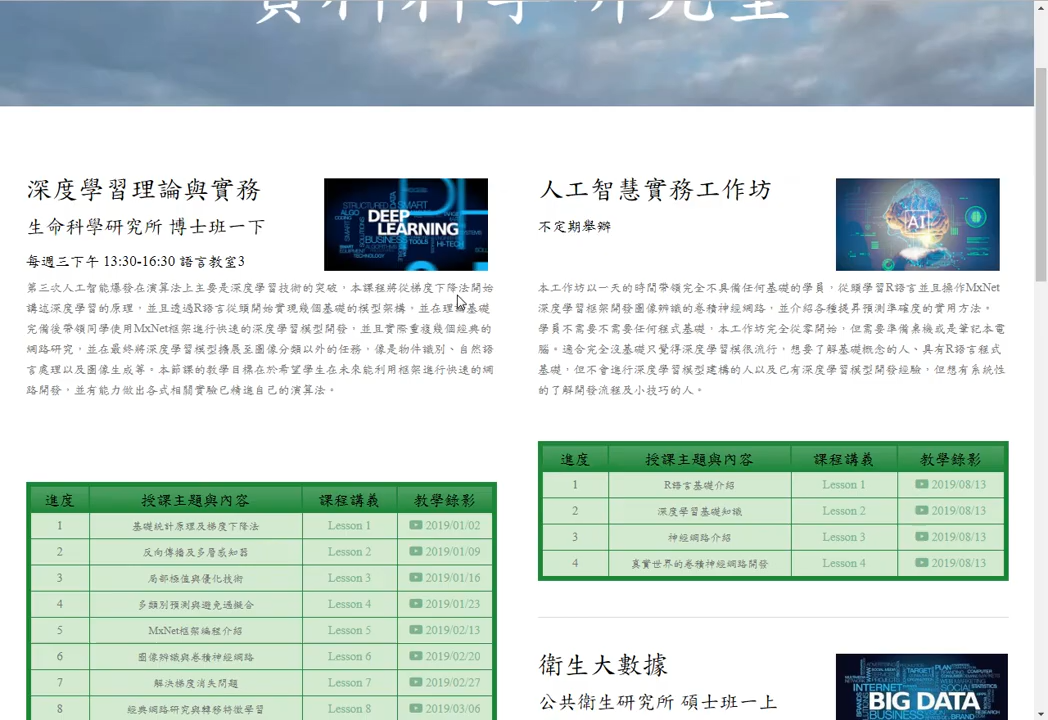 資料科學研究室
深度學習理論與實務
生命科學研究所 博士班一下
每週三下午 13:30-16:30 語言教室3
DEEP
LEARNING
第三次人工智能爆發在演算法上主要是深度學習技術的突破，本課程將從梯度下降法開始
講述深度學習的原理，並且透過R語言從頭開始實現幾個基礎的模型架構，並在理論基礎
完備後帶領同學使用MxNet框架進行快速的深度學習模型開發，並且實際重複幾個經典的
網路研究，並在最終將深度學習模型擴展至圖像分類以外的任務，像是物件識別、自然語
言處理以及圖像生成等。本節課的教學目標在於希望學生在未來能利用框架進行快速的網
路開發，並有能力做出各式相關實驗已精進自己的演算法。
進度 授課主題與內容 課程講義 教學錄影
1 基礎統計原理及梯度下降法 Lesson 1 2019/01/02
2 反向傳播及多層感知器 Lesson 2 2019/01/09
3 局部極值與優化技術 Lesson 3 2019/01/16
4 多類別預測與避免過擬合 Lesson 4 2019/01/23
5 MxNet框架編程介紹 Lesson 5 2019/02/13
6 圖像辨識與卷積神經網路 Lesson 6 2019/02/20
7 解決梯度消失問題 Lesson 7 2019/02/27
8 經典網路研究與轉移特徵學習 Lesson 8 2019/03/06
人工智慧實務工作坊
不定期舉辦
AI
本工作坊以一天的時間帶領完全不具備任何基礎的學員，從頭學習R語言並且操作MxNet
深度學習框架開發圖像辨識的卷積神經網路，並介紹各種提昇預測準確度的實用方法。
學員不需要不需要任何程式基礎，本工作坊完全從零開始，但需要準備桌機或是筆記本電
腦。適合完全沒基礎只覺得深度學習模很流行，想要了解基礎概念的人、具有R語言程式
基礎，但不會進行深度學習模型建構的人以及已有深度學習模型開發經驗，但想有系統性
的了解開發流程及小技巧的人。
進度 授課主題與內容 課程講義 教學錄影
1 R語言基礎介紹 Lesson 1 2019/08/13
2 深度學習基礎知識 Lesson 2 2019/08/13
3 神經網路介紹 Lesson 3 2019/08/13
4 真實世界的卷積神經網路開發 Lesson 4 2019/08/13
衛生大數據
公共衛生研究所 碩士班一上
INTERNET
BIG DATA